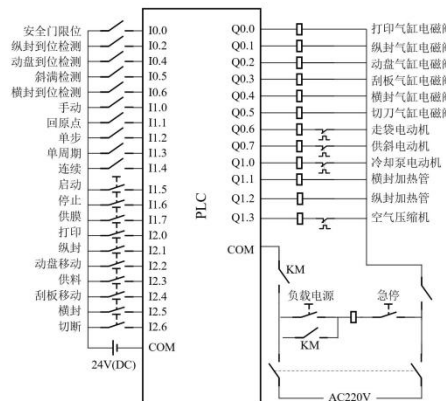 安全门限位 I0.0 Q0.0 打印气缸电磁阀
纵封到位检测 I0.2 Q0.1 纵封气缸电磁阀
动盘到位检测 I0.4 Q0.2 动盘气缸电磁阀
斜满检测 I0.5 Q0.3 刮板气缸电磁阀
横封到位检测 I0.6 Q0.4 横封气缸电磁阀
手动 I1.0 Q0.5 切刀气缸电磁阀
回原点 I1.1 Q0.6 走袋电动机
单步 I1.2 Q0.7 供斜电动机
单周期 I1.3 Q1.0 冷却泵电动机
连续 I1.4 Q1.1 横封加热管
启动 I1.5 Q1.2 纵封加热管
停止 I1.6 Q1.3 空气压缩机
供膜 I1.7
PLC
打印 I2.0
纵封 I2.1 COM
动盘移动 I2.2 KM
供料 I2.3 负载电源 急停
刮板移动 I2.4
横封 I2.5
切断 I2.6 KM
COM
24V(DC)
AC220V